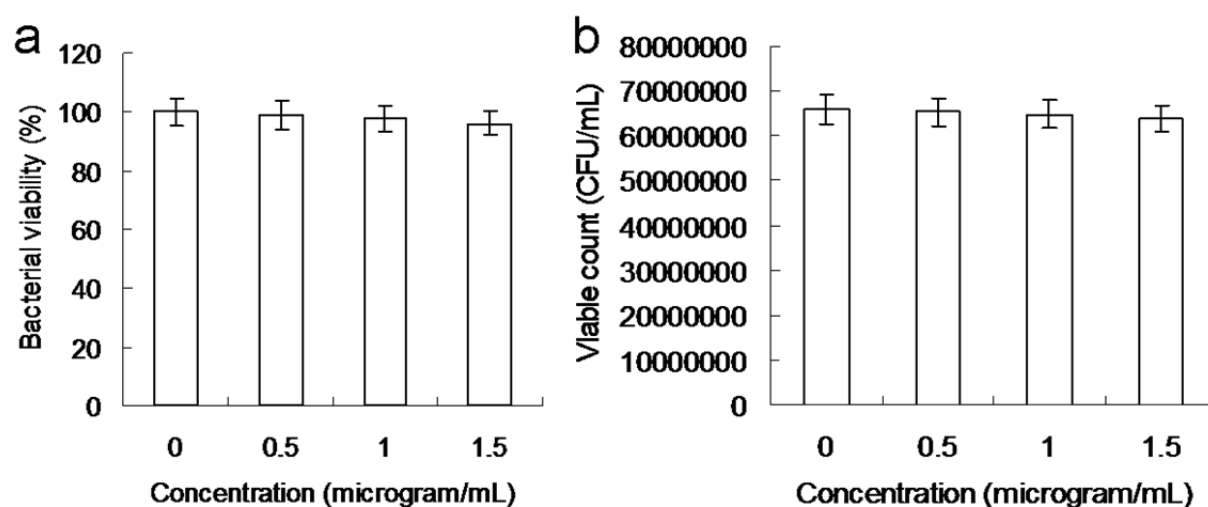 a
Bacterial viability (%)
120
100
80
60
40
20
0
0 0.5 1 1.5
Concentration (microgram/mL)
b
Viable count (CFU/mL)
80000000
70000000
60000000
50000000
40000000
30000000
20000000
10000000
0
0 0.5 1 1.5
Concentration (microgram/mL)